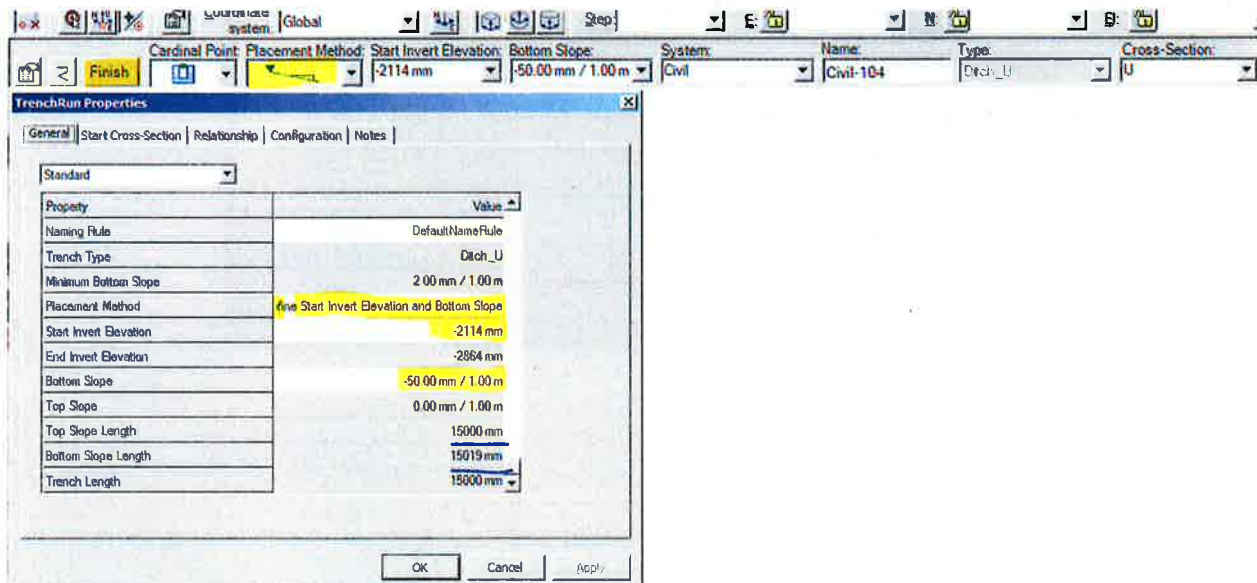 Coordinate system: Global Step: E: N: El:
Cardinal Point: Placement Method: Start Invert Elevation: Bottom Slope: System: Name: Type: Cross-Section:
Finish -2114 mm -50.00 mm / 1.00 m Civil Civil-104 Ditch_U U
TrenchRun Properties
General Start Cross-Section Relationship Configuration Notes
Standard
Property Value
Naming Rule DefaultNameRule
Trench Type Ditch_U
Minimum Bottom Slope 2.00 mm / 1.00 m
Placement Method fine Start Invert Elevation and Bottom Slope
Start Invert Elevation -2114 mm
End Invert Elevation -2864 mm
Bottom Slope -50.00 mm / 1.00 m
Top Slope 0.00 mm / 1.00 m
Top Slope Length 15000 mm
Bottom Slope Length 15019 mm
Trench Length 15000 mm
OK Cancel Apply